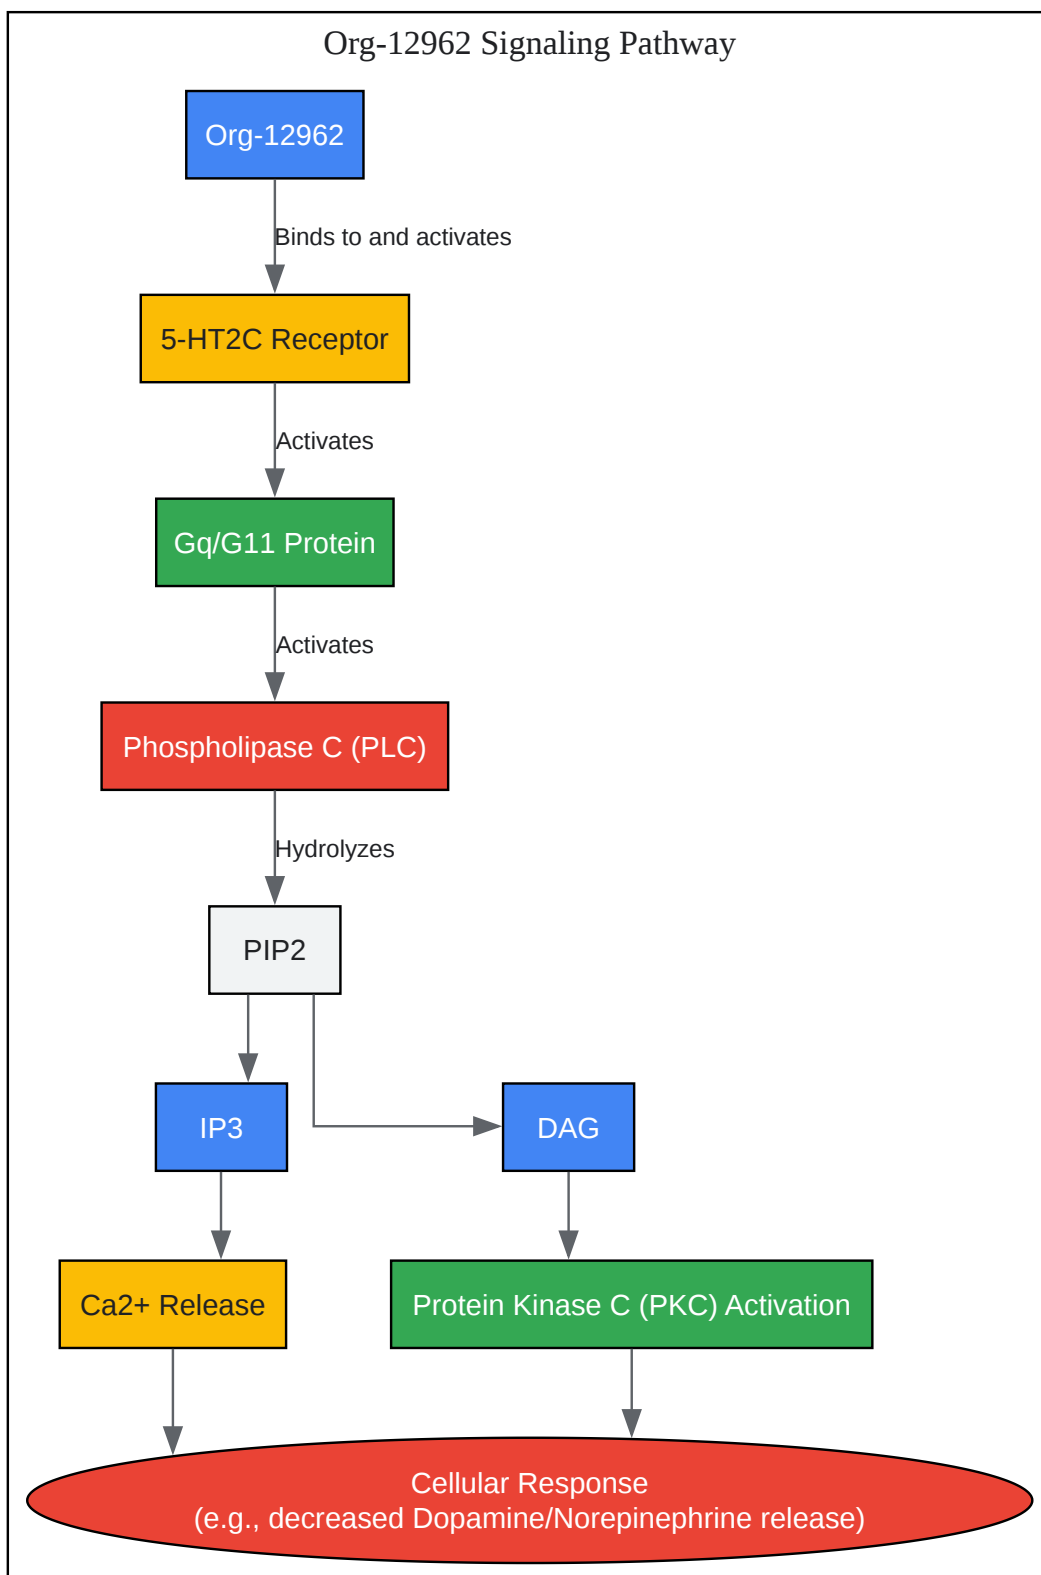 Org-12962 Signaling Pathway
Org-12962
Binds to and activates
5-HT2C Receptor
Activates
Gq/G11 Protein
Activates
Phospholipase C (PLC)
Hydrolyzes
PIP2
IP3
DAG
Ca2+ Release
Protein Kinase C (PKC) Activation
Cellular Response
(e.g., decreased Dopamine/Norepinephrine release)